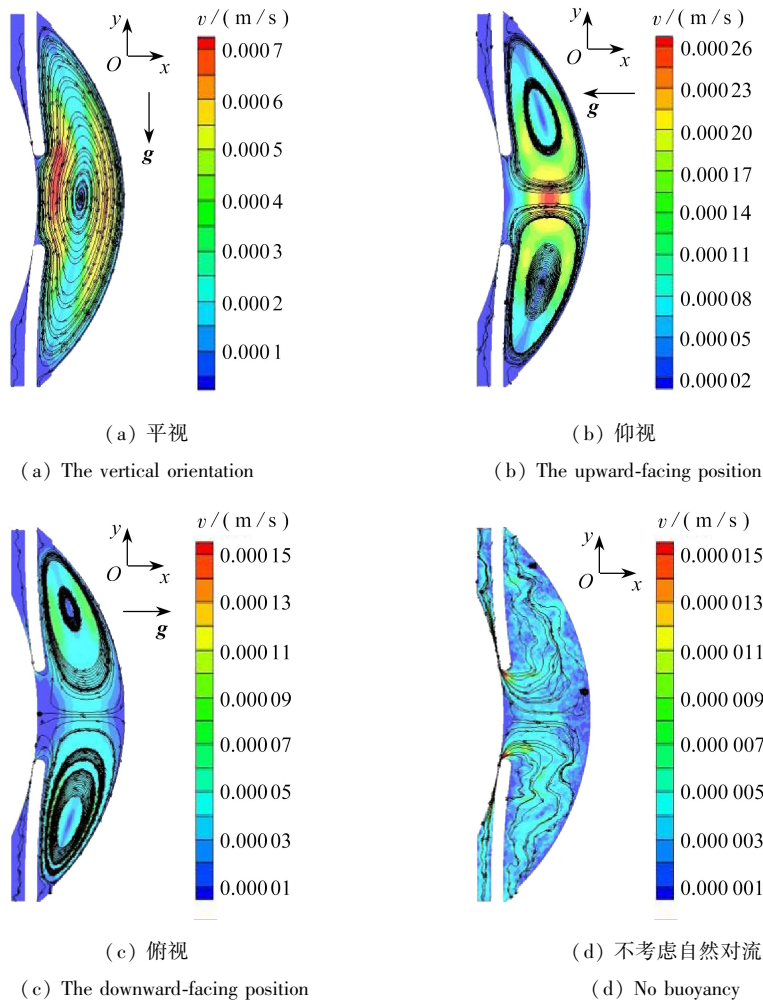 y v/(m/s)
O x
g
0.000 7
0.000 6
0.000 5
0.000 4
0.000 3
0.000 2
0.000 1
(a) 平视
(a) The vertical orientation
y v/(m/s)
O x
g
0.000 26
0.000 23
0.000 20
0.000 17
0.000 14
0.000 11
0.000 08
0.000 05
0.000 02
(b) 仰视
(b) The upward-facing position
y v/(m/s)
O x
g
0.000 15
0.000 13
0.000 11
0.000 09
0.000 07
0.000 05
0.000 03
0.000 01
(c) 俯视
(c) The downward-facing position
y v/(m/s)
O x
0.000 015
0.000 013
0.000 011
0.000 009
0.000 007
0.000 005
0.000 003
0.000 001
(d) 不考虑自然对流
(d) No buoyancy